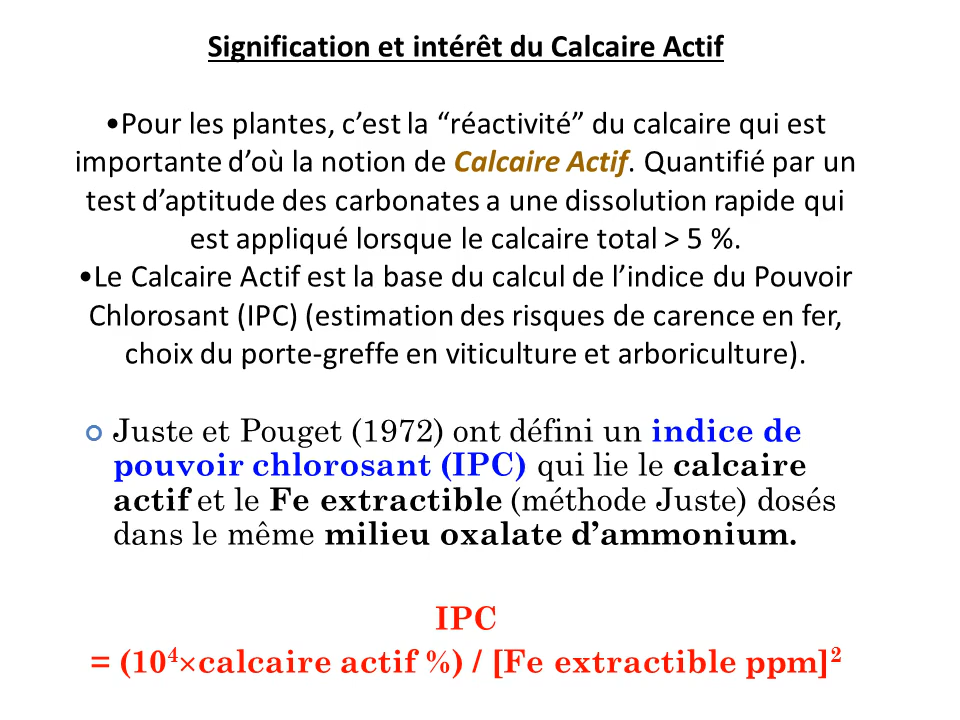 Signification et intérêt du Calcaire Actif
•Pour les plantes, c’est la “réactivité” du calcaire qui est
importante d’où la notion de Calcaire Actif. Quantifié par un
test d’aptitude des carbonates a une dissolution rapide qui
est appliqué lorsque le calcaire total > 5 %.
•Le Calcaire Actif est la base du calcul de l’indice du Pouvoir
Chlorosant (IPC) (estimation des risques de carence en fer,
choix du porte-greffe en viticulture et arboriculture).
Juste et Pouget (1972) ont défini un indice de
pouvoir chlorosant (IPC) qui lie le calcaire
actif et le Fe extractible (méthode Juste) dosés
dans le même milieu oxalate d’ammonium.
IPC
= (10⁴×calcaire actif %) / [Fe extractible ppm]²